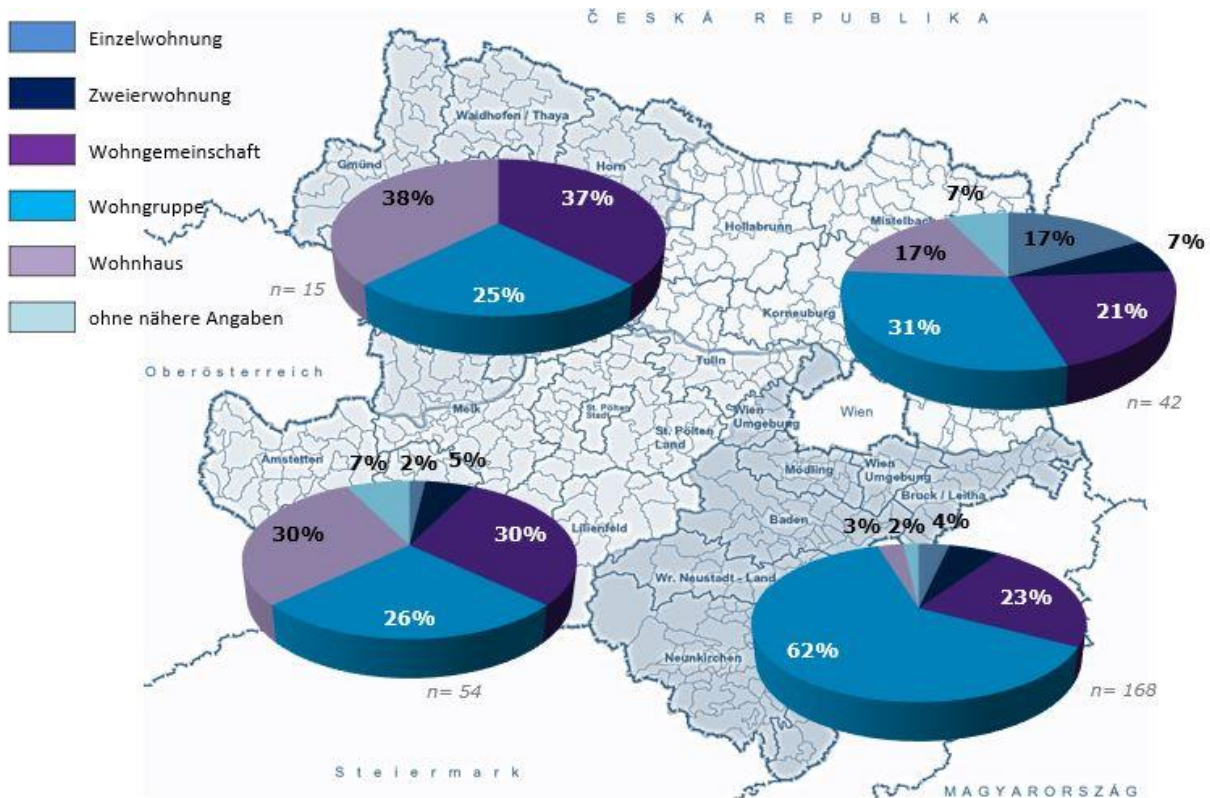 ČESKÁ REPUBLIKA
Einzelwohnung
Zweierwohnung
Wohngemeinschaft
Wohngruppe
Wohnhaus
ohne nähere Angaben
Waidhofen / Thaya
Gmünd
Horn
Hollabrunn
Mistelbach
Korneuburg
Tulln
38%
37%
25%
n= 15
7%
17%
7%
17%
21%
31%
n= 42
Oberösterreich
Melk
St. Pölten
Stadt
St. Pölten
Land
Wien
Umgebung
Wien
Amstetten
Mödling
Wien
Umgebung
Bruck / Leitha
Baden
Lilienfeld
Wr. Neustadt - Land
Neunkirchen
7%
2%
5%
30%
30%
26%
n= 54
3%
2%
4%
23%
62%
n= 168
Steiermark
MAGYARORSZÁG